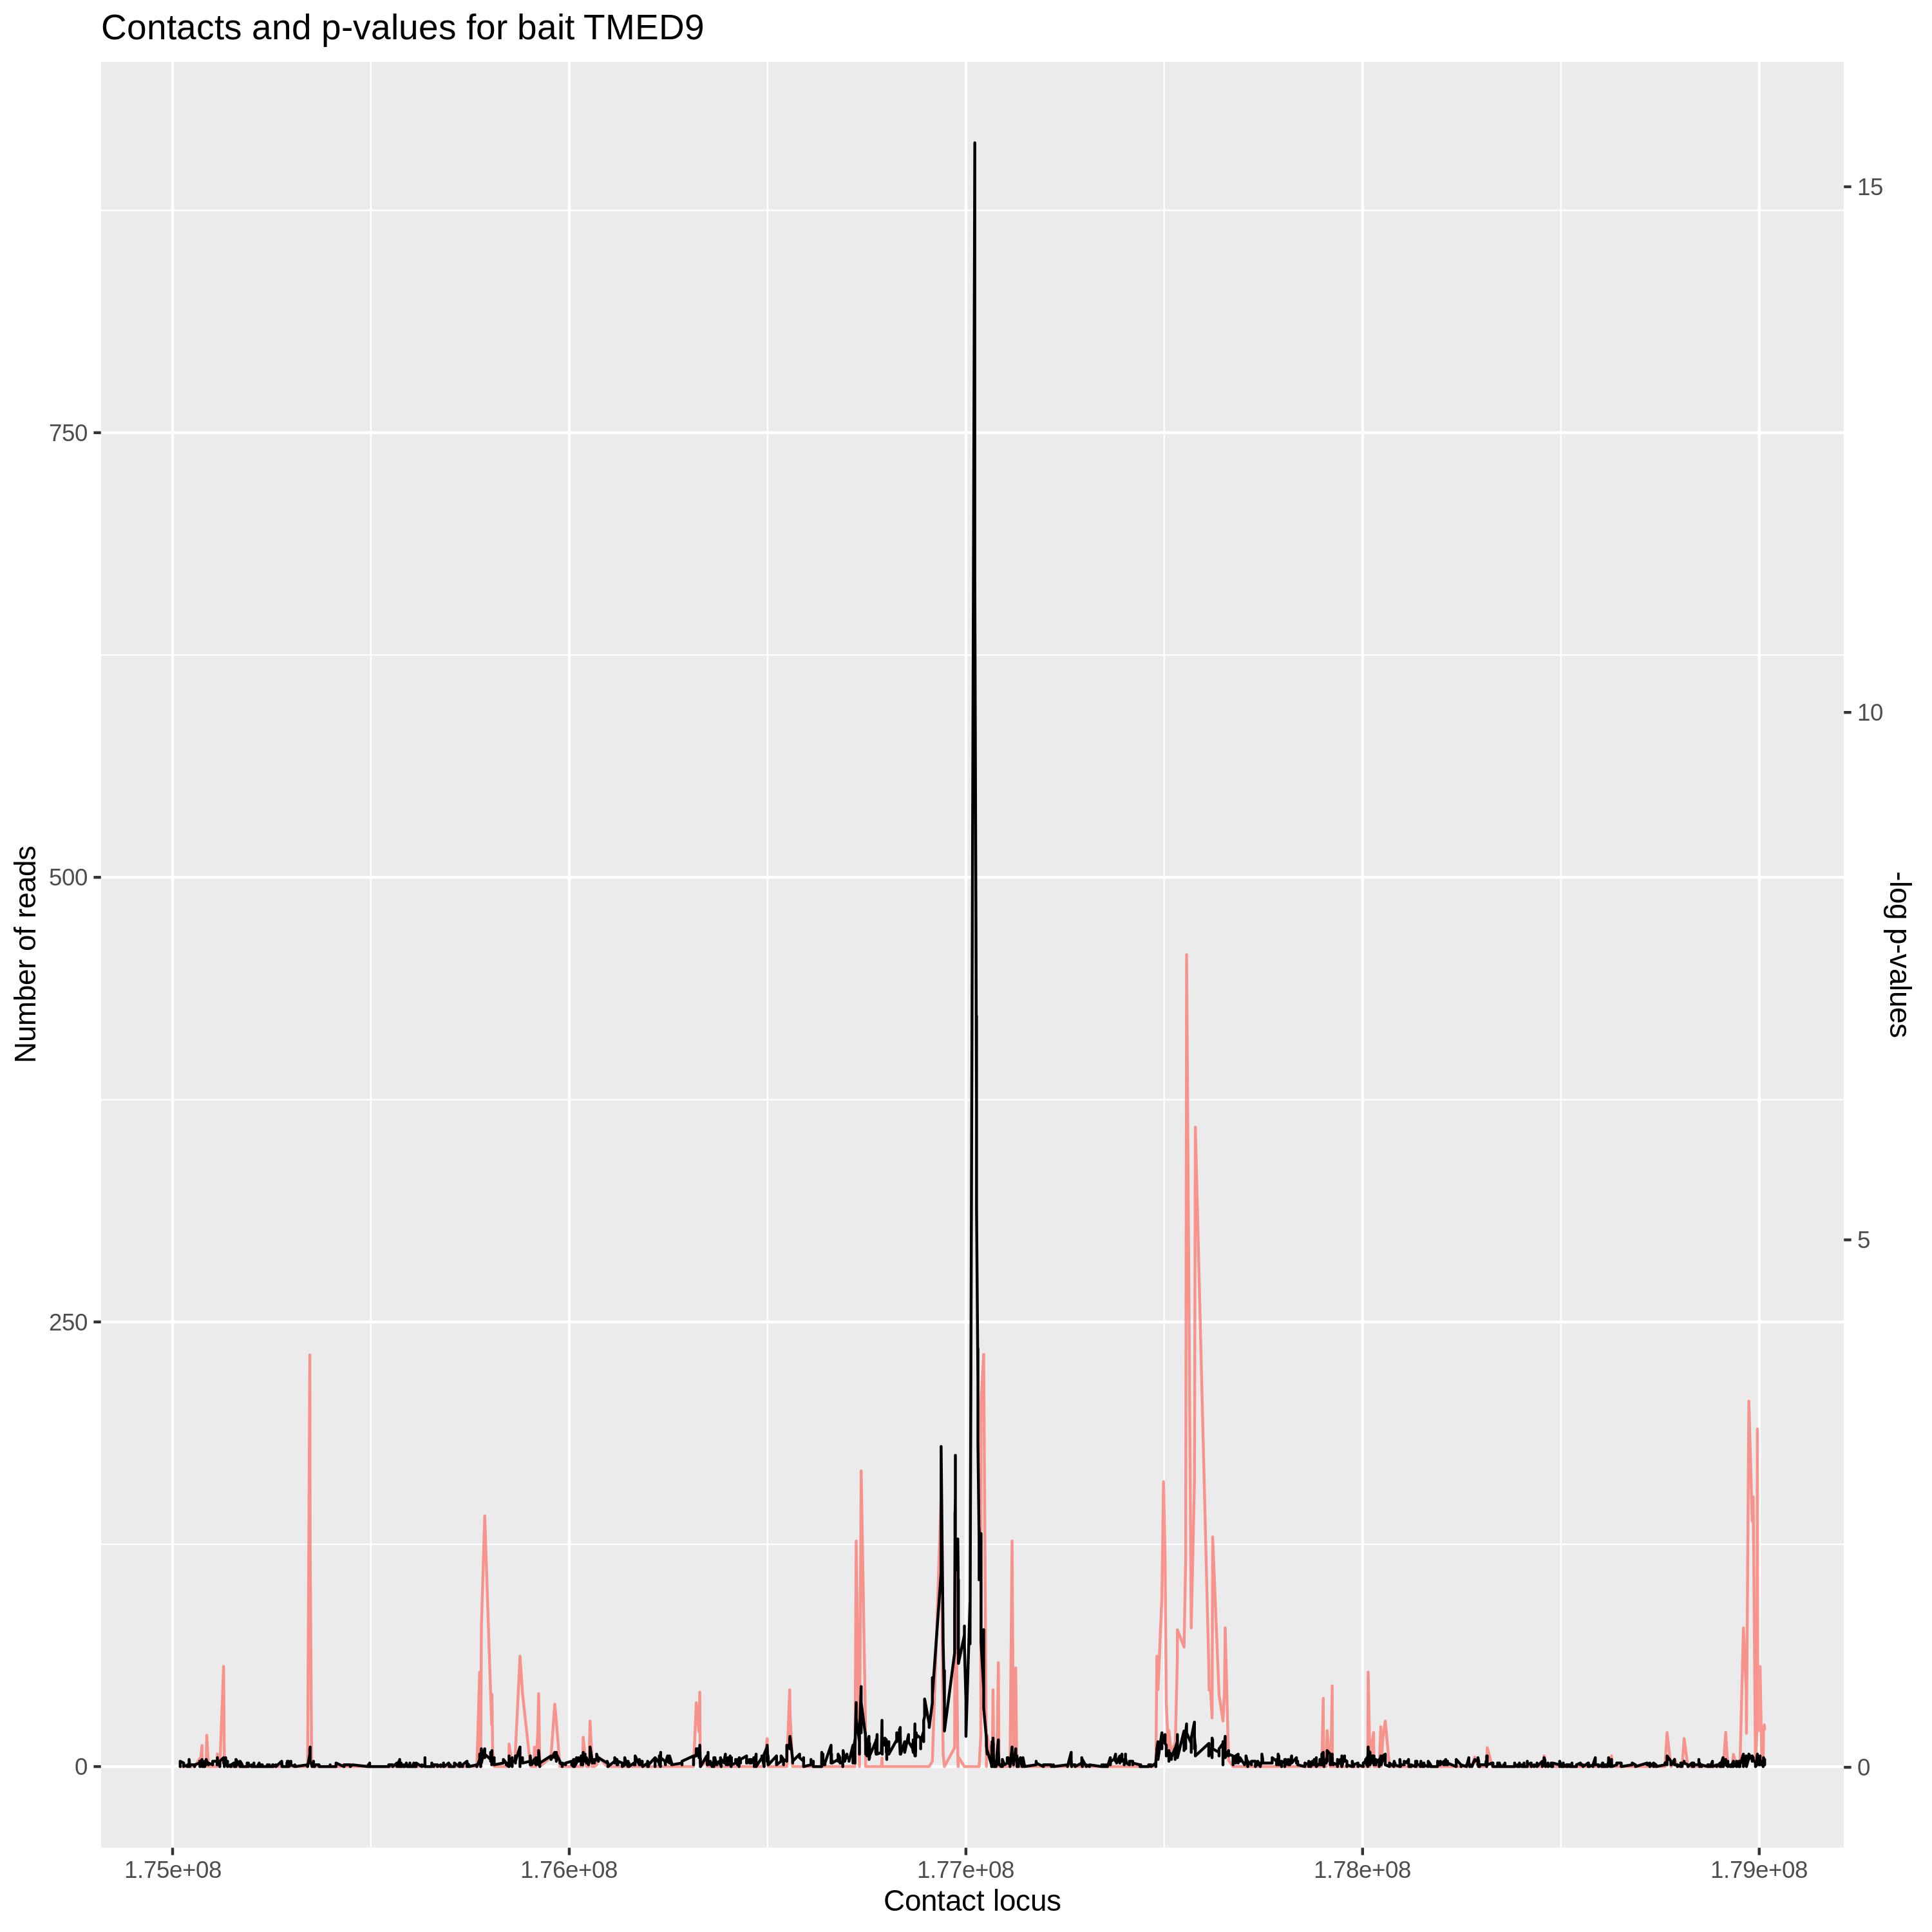 Contacts and p-values for bait TMED9
Number of reads
750
500
250
0
15
10
5
0
-log p-values
1.75e+08
1.76e+08
1.77e+08
1.78e+08
1.79e+08
Contact locus